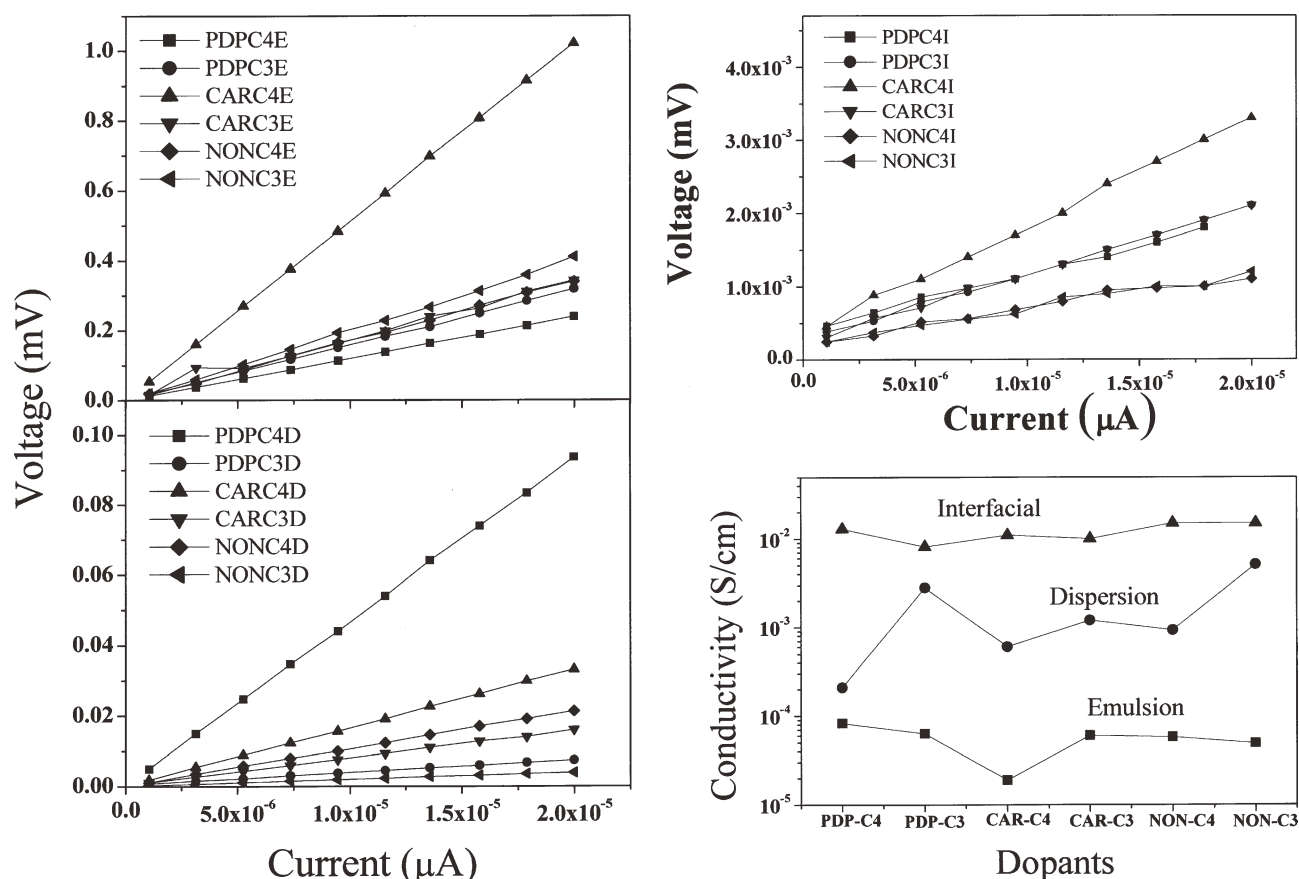 Voltage (mV)
1.0
0.8
0.6
0.4
0.2
0.0
PDPC4E
PDPC3E
CARC4E
CARC3E
NONC4E
NONC3E
0.10
0.08
0.06
0.04
0.02
0.00
PDPC4D
PDPC3D
CARC4D
CARC3D
NONC4D
NONC3D
0.0 5.0x10⁻⁶ 1.0x10⁻⁵ 1.5x10⁻⁵ 2.0x10⁻⁵
Current (μA)
Voltage (mV)
4.0x10⁻³
3.0x10⁻³
2.0x10⁻³
1.0x10⁻³
0.0
PDPC4I
PDPC3I
CARC4I
CARC3I
NONC4I
NONC3I
0.0 5.0x10⁻⁶ 1.0x10⁻⁵ 1.5x10⁻⁵ 2.0x10⁻⁵
Current (μA)
Conductivity (S/cm)
10⁻²
10⁻³
10⁻⁴
10⁻⁵
Interfacial
Dispersion
Emulsion
PDP-C4 PDP-C3 CAR-C4 CAR-C3 NON-C4 NON-C3
Dopants